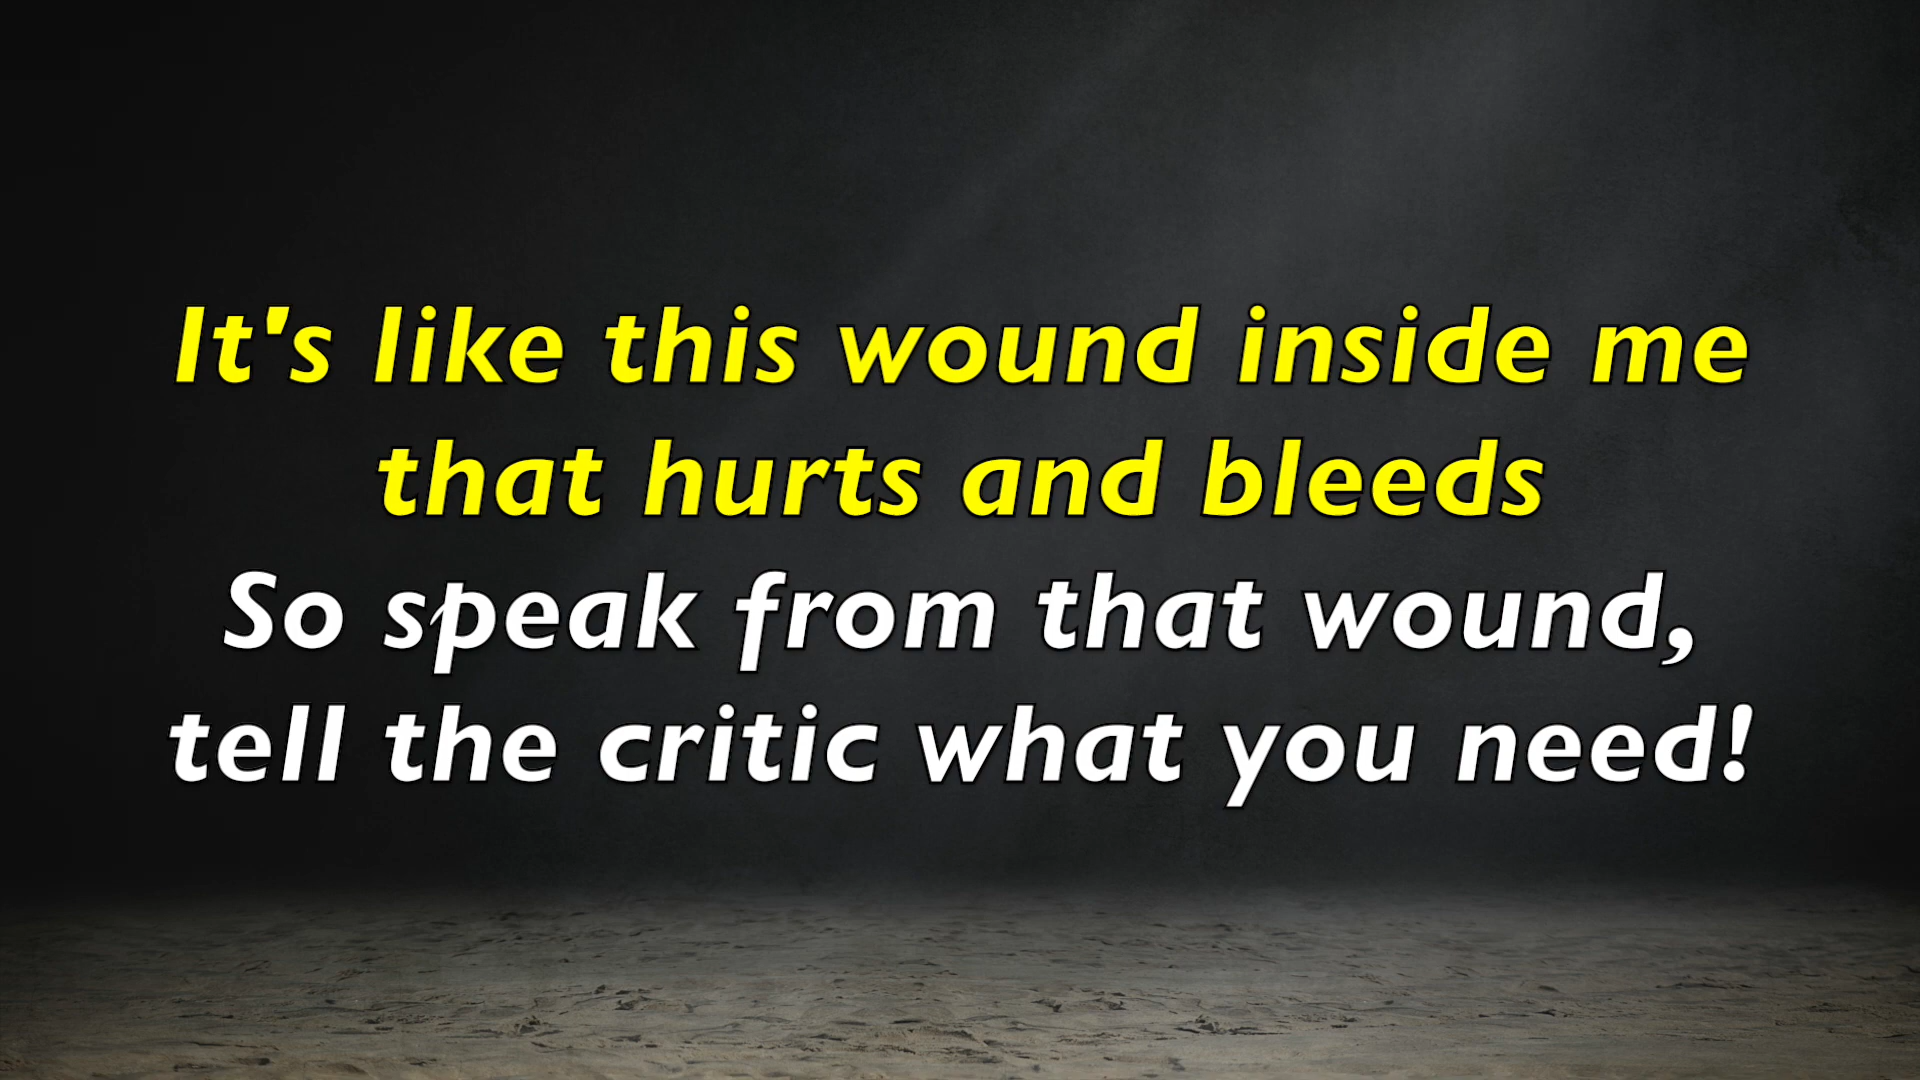 It's like this wound inside me
that hurts and bleeds
So speak from that wound,
tell the critic what you need!